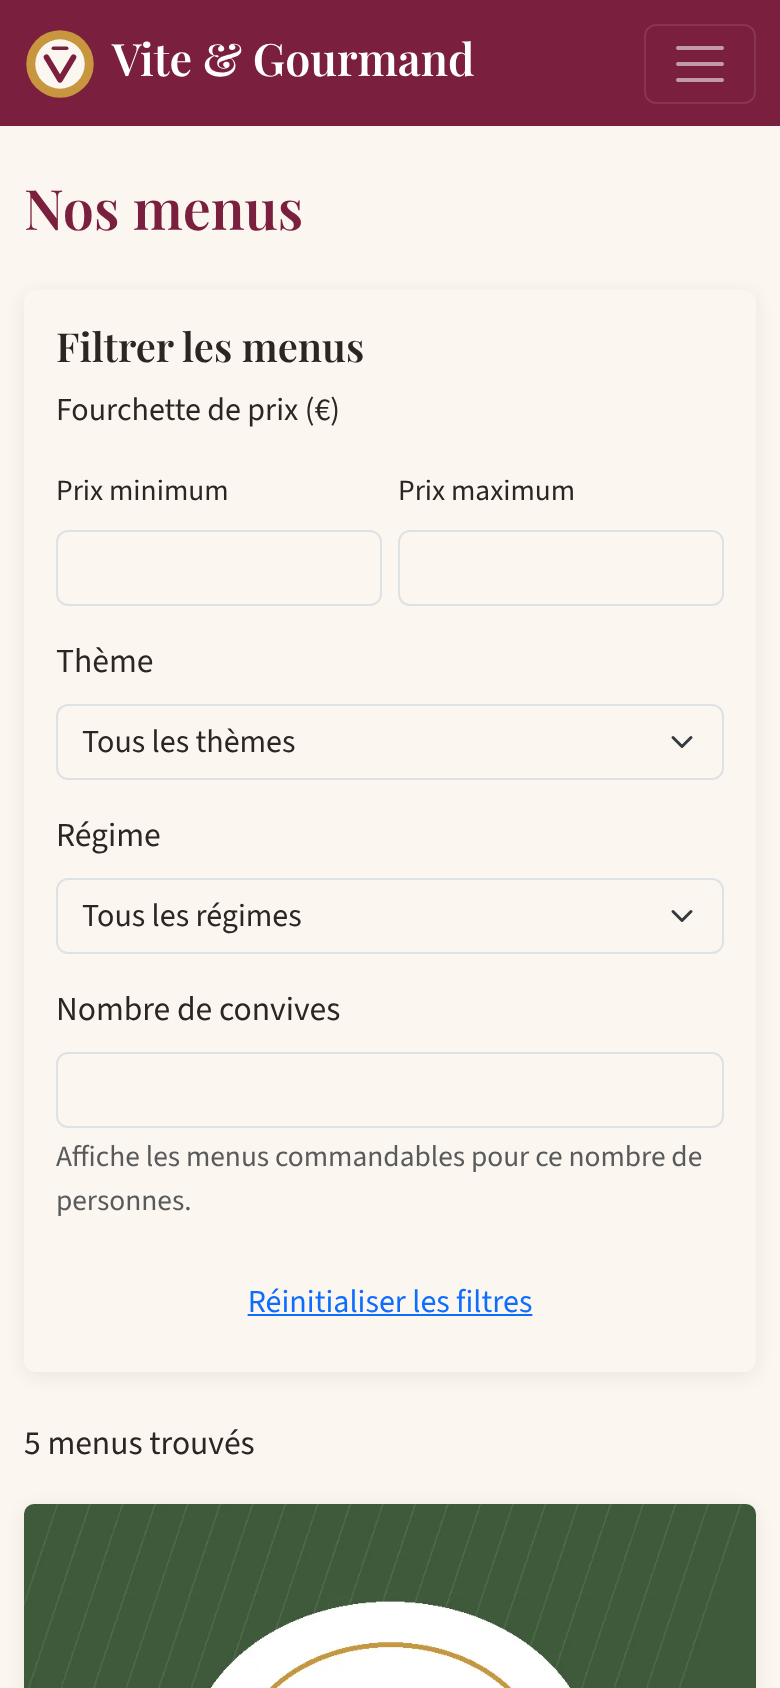 Vite & Gourmand
Nos menus
Filtrer les menus
Fourchette de prix (€)
Prix minimum
Prix maximum
Thème
Tous les thèmes
Régime
Tous les régimes
Nombre de convives
Affiche les menus commandables pour ce nombre de
personnes.
Réinitialiser les filtres
5 menus trouvés